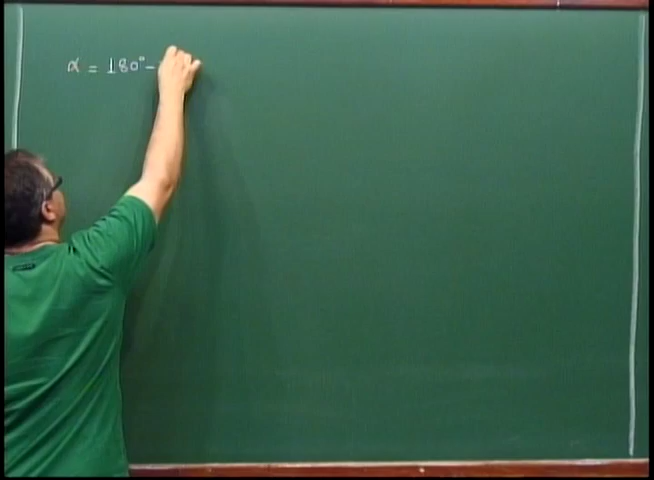 α = 180° -